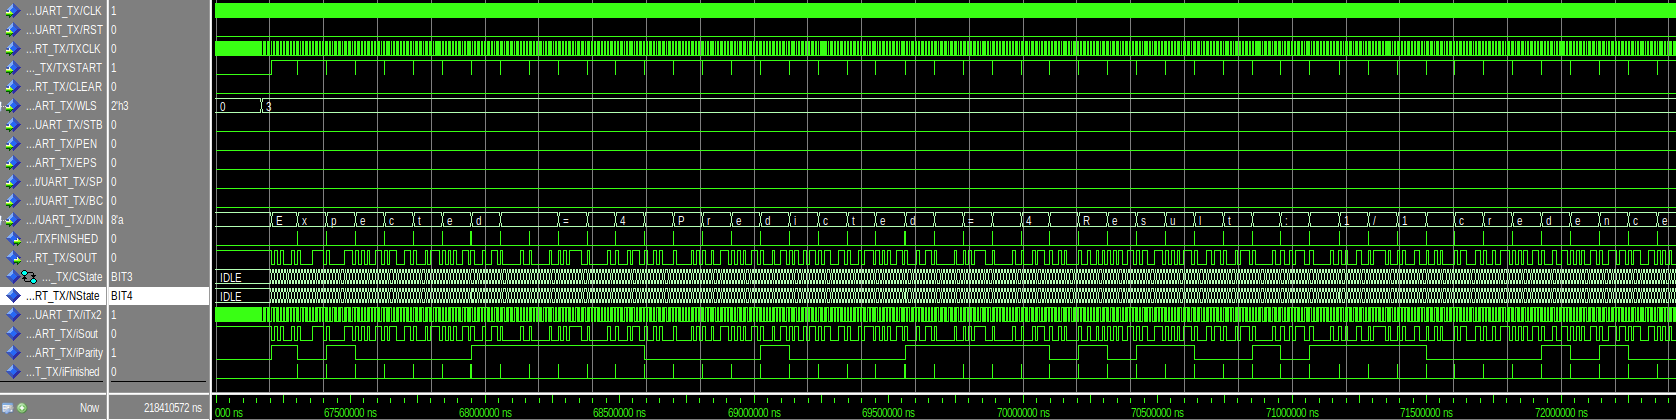 ...UART_TX/CLK 1
...UART_TX/RST 0
...RT_TX/TXCLK 0
..._TX/TXSTART 1
...RT_TX/CLEAR 0
...ART_TX/WLS 2'h3 0 3
...UART_TX/STB 0
...ART_TX/PEN 0
...ART_TX/EPS 0
...t/UART_TX/SP 0
...t/UART_TX/BC 0
.../UART_TX/DIN 8'a E x p e c t e d = 4 P r e d i c t e d = 4 R e s u l t : 1 / 1 c r e d e n c e
.../TXFINISHED 0
...RT_TX/SOUT 0
..._TX/CState BIT3 IDLE
...RT_TX/NState BIT4 IDLE
...UART_TX/iTx2 1
...ART_TX/iSout 0
...ART_TX/iParity 1
...T_TX/iFinished 0
Now 218410572 ns 000 ns 67500000 ns 68000000 ns 68500000 ns 69000000 ns 69500000 ns 70000000 ns 70500000 ns 71000000 ns 71500000 ns 72000000 ns